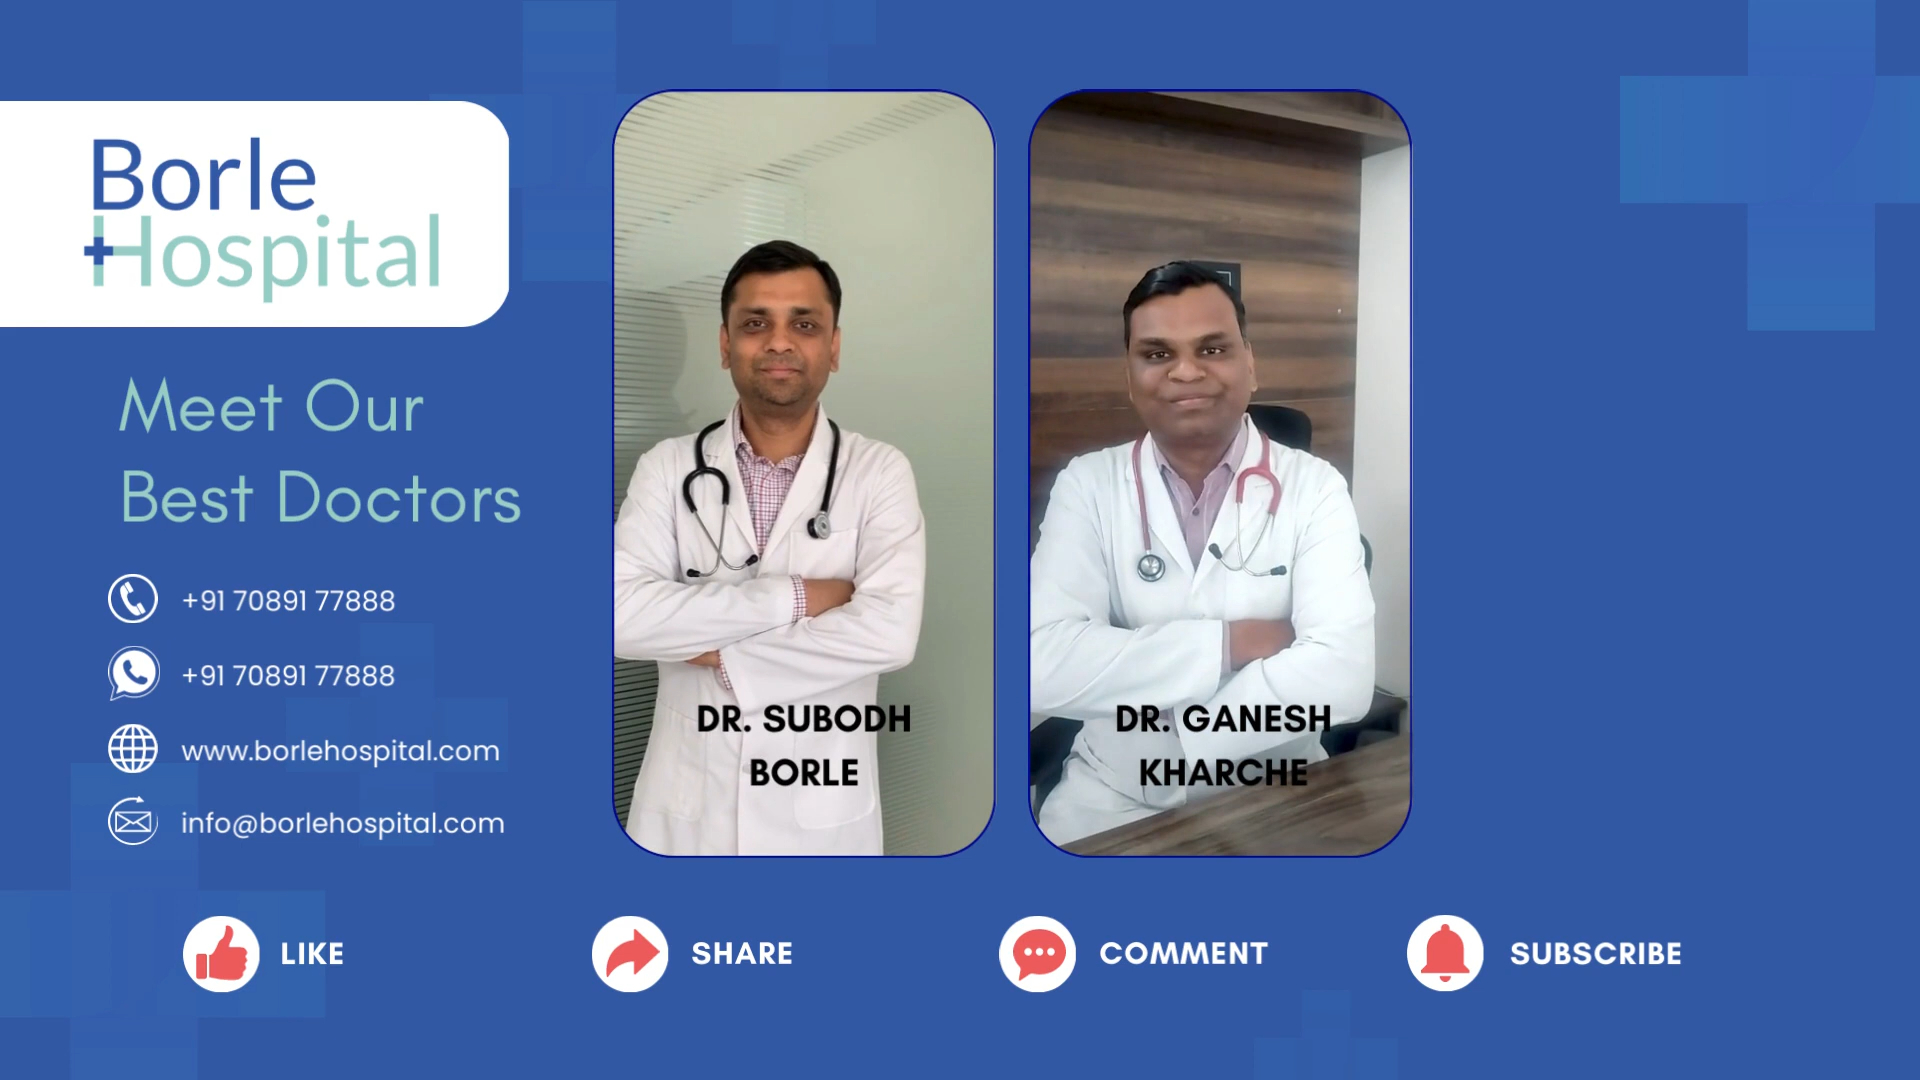 Borle
Hospital
Meet Our
Best Doctors
+91 70891 77888
+91 70891 77888
www.borlehospital.com
info@borlehospital.com
DR. SUBODH
BORLE
DR. GANESH
KHARCHE
LIKE
SHARE
COMMENT
SUBSCRIBE